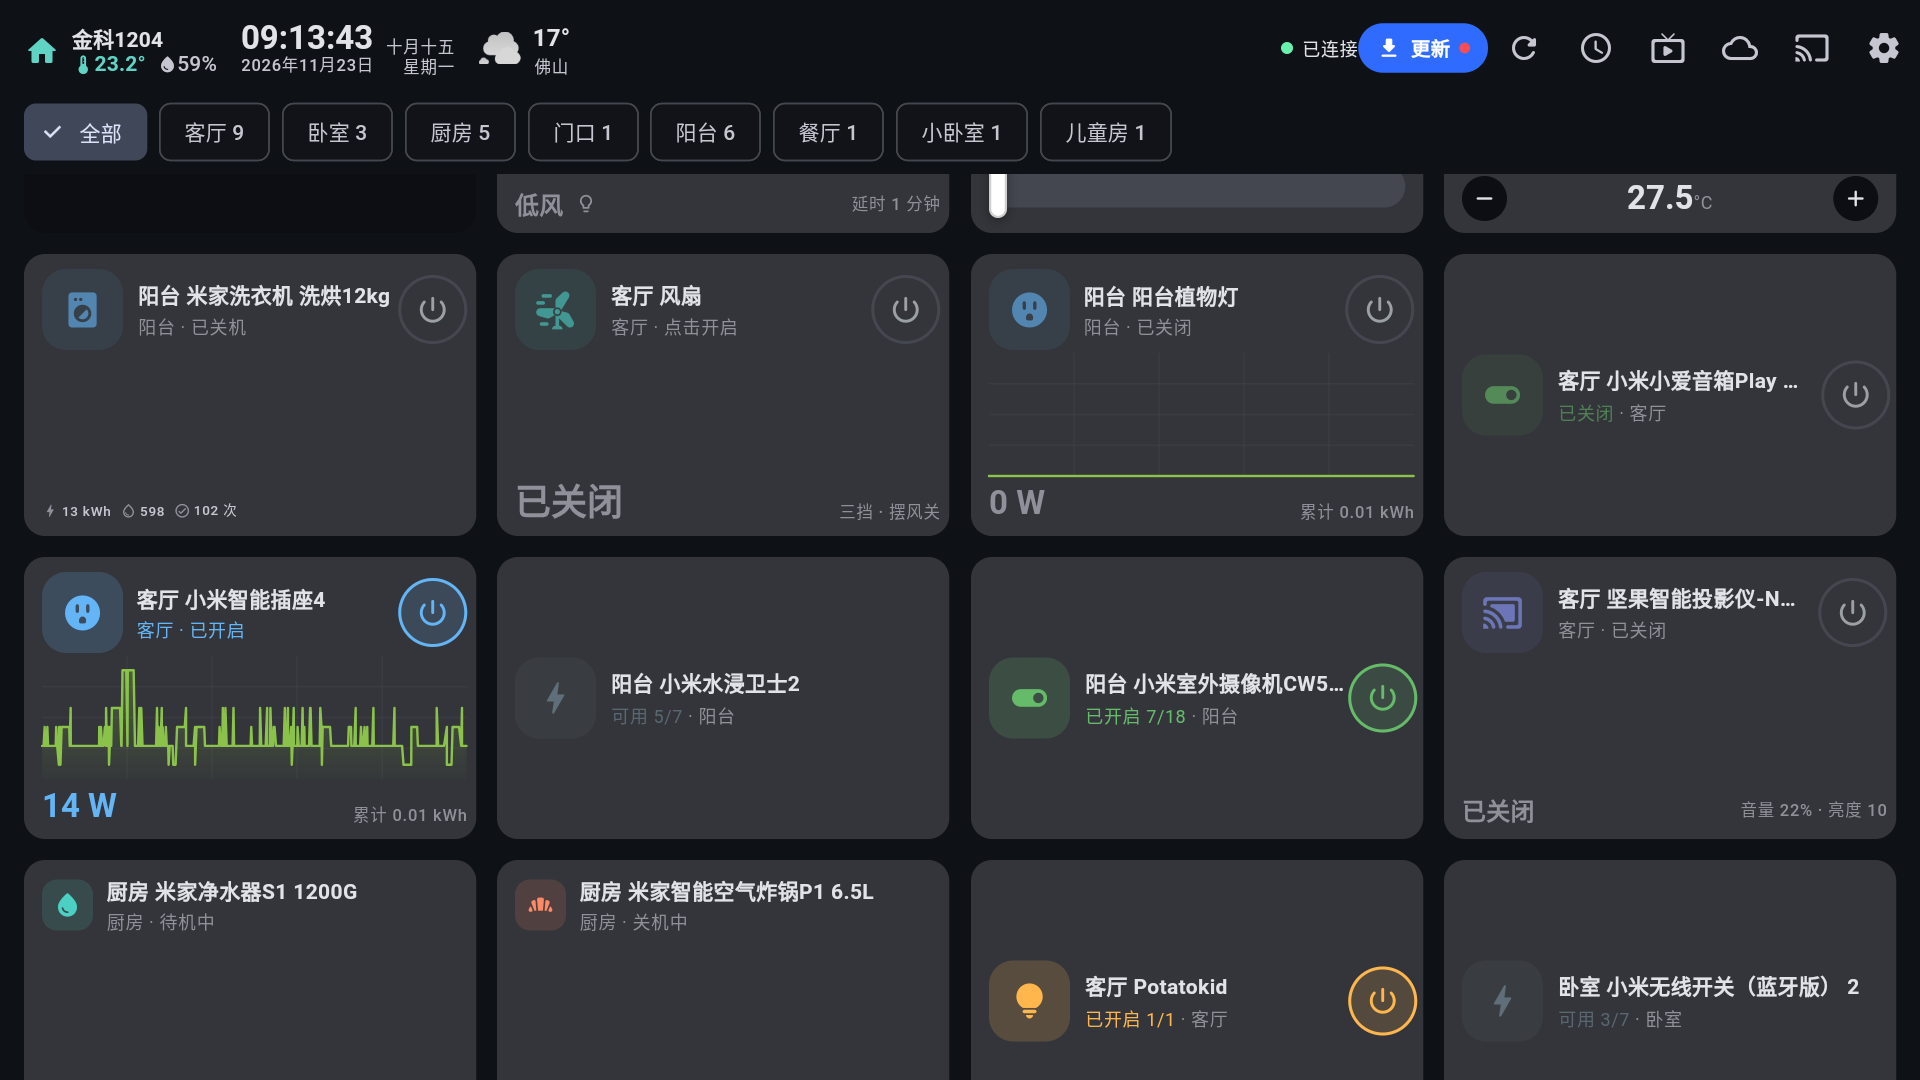 金科1204
23.2° 59%
09:13:43
2026年11月23日
十月十五
星期一
17°
佛山
已连接
更新
全部
客厅 9
卧室 3
厨房 5
门口 1
阳台 6
餐厅 1
小卧室 1
儿童房 1
低风
延时 1 分钟
27.5°C
阳台 米家洗衣机 洗烘12kg
阳台 · 已关机
13 kWh 598 102 次
客厅 风扇
客厅 · 点击开启
已关闭
三挡 · 摆风关
阳台 阳台植物灯
阳台 · 已关闭
0 W
累计 0.01 kWh
客厅 小米小爱音箱Play ...
已关闭 · 客厅
客厅 小米智能插座4
客厅 · 已开启
14 W
累计 0.01 kWh
阳台 小米水浸卫士2
可用 5/7 · 阳台
阳台 小米室外摄像机CW5...
已开启 7/18 · 阳台
客厅 坚果智能投影仪-N...
客厅 · 已关闭
已关闭
音量 22% · 亮度 10
厨房 米家净水器S1 1200G
厨房 · 待机中
厨房 米家智能空气炸锅P1 6.5L
厨房 · 关机中
客厅 Potatokid
已开启 1/1 · 客厅
卧室 小米无线开关（蓝牙版） 2
可用 3/7 · 卧室